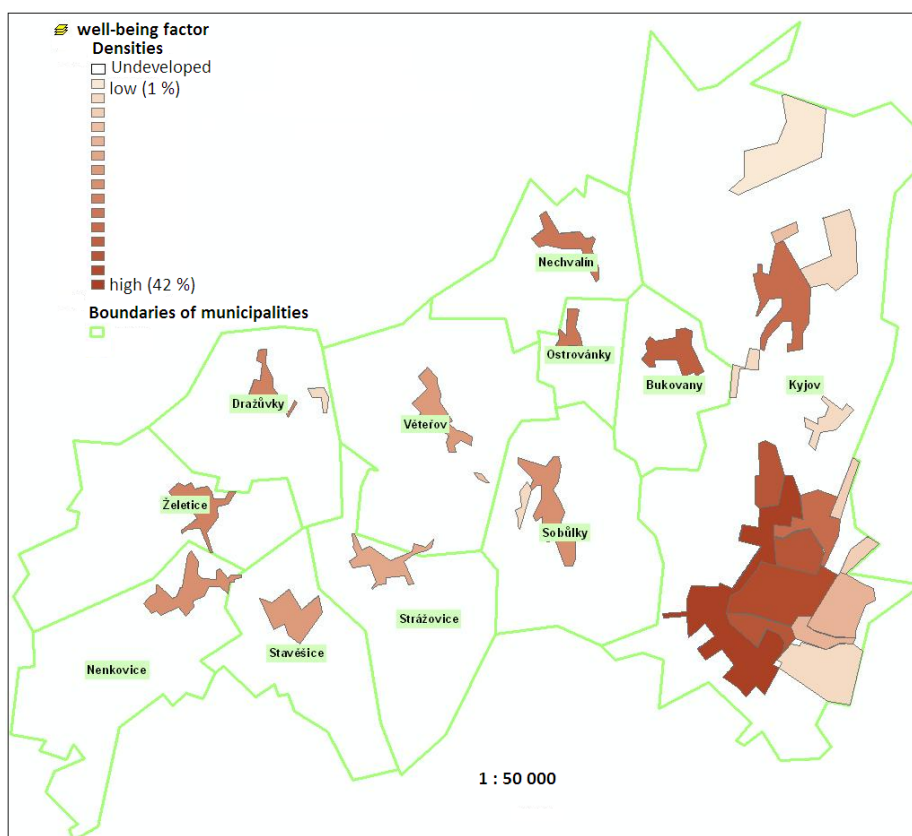 well-being factor
Densities
Undeveloped
low (1 %)
high (42 %)
Boundaries of municipalities
Nechvalín
Ostrovánky
Bukovany
Kyjov
Dražůvky
Věteřov
Želetice
Sobůlky
Strážovice
Stavěšice
Nenkovice
1 : 50 000